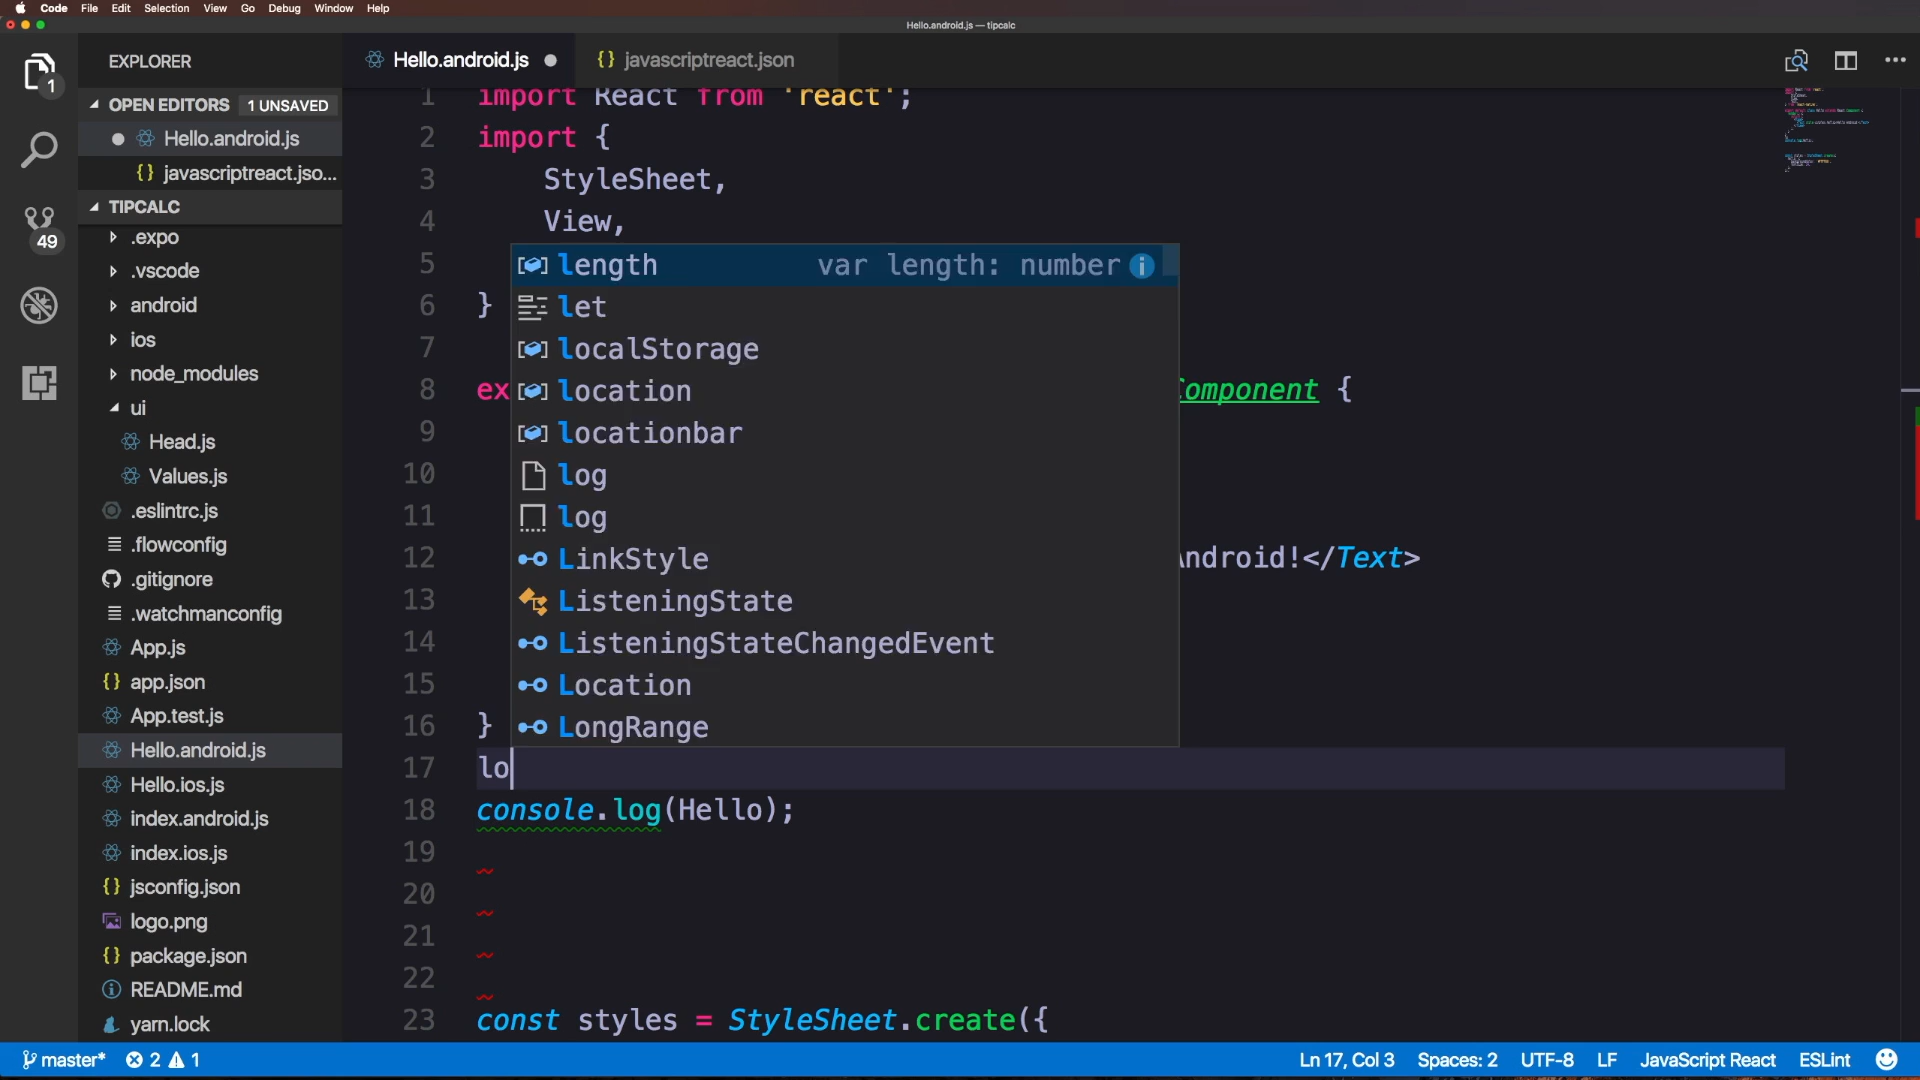 Code File Edit Selection View Go Debug Window Help
Hello.android.js — tipcalc
EXPLORER
OPEN EDITORS 1 UNSAVED
Hello.android.js
javascriptreact.jso...
TIPCALC
.expo
.vscode
android
ios
node_modules
ui
Head.js
Values.js
.eslintrc.js
.flowconfig
.gitignore
.watchmanconfig
App.js
app.json
App.test.js
Hello.android.js
Hello.ios.js
index.android.js
index.ios.js
jsconfig.json
logo.png
package.json
README.md
yarn.lock
1
49
Hello.android.js
{} javascriptreact.json
1 import React from 'react';
2 import {
3 StyleSheet,
4 View,
5
6 }
7
8 ex Component {
9
10
11
12 Android!</Text>
13
14
15
16 }
17 lo
18 console.log(Hello);
19
20
21
22
23 const styles = StyleSheet.create({
length var length: number
let
localStorage
location
locationbar
log
log
LinkStyle
ListeningState
ListeningStateChangedEvent
Location
LongRange
master* 2 1 Ln 17, Col 3 Spaces: 2 UTF-8 LF JavaScript React ESLint